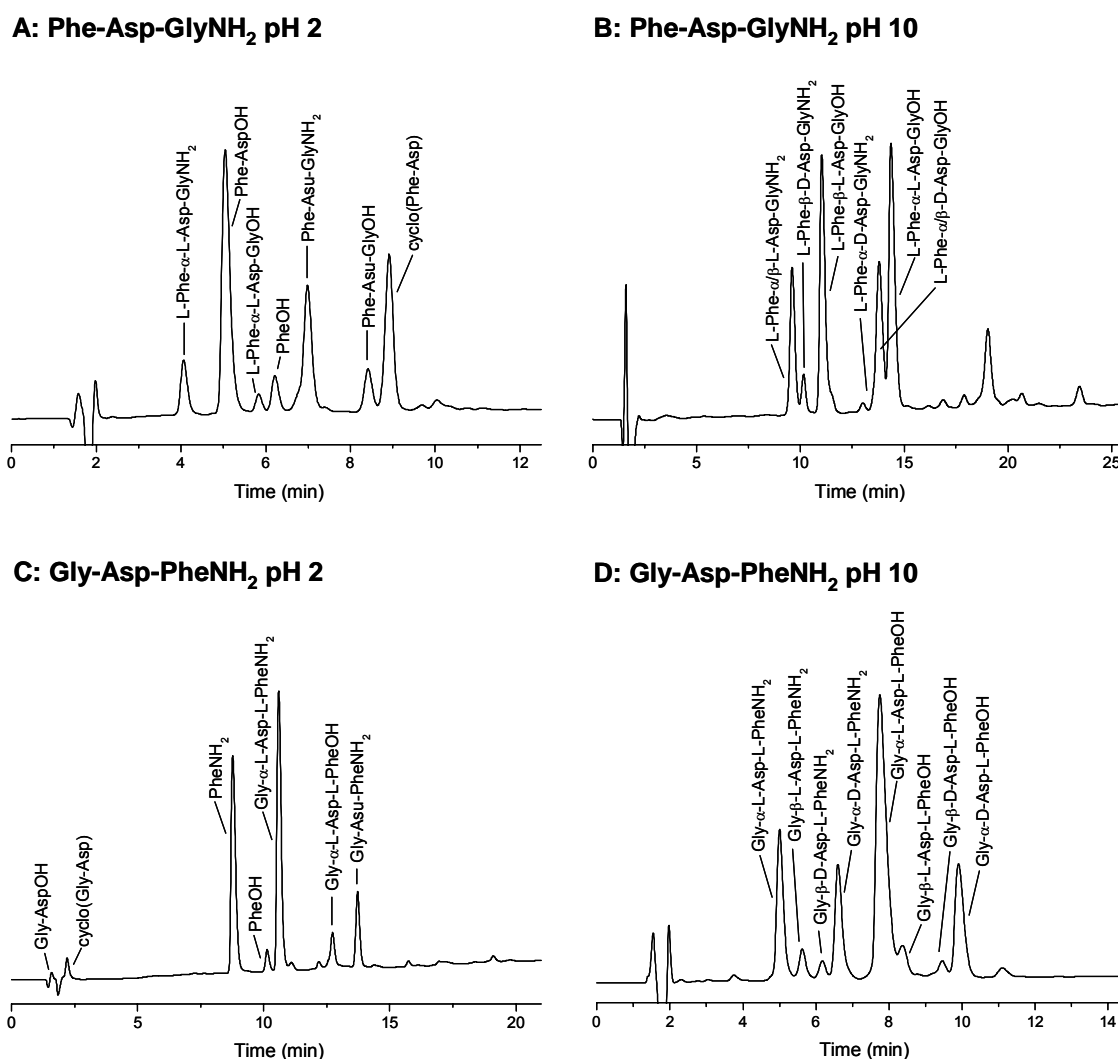 A: Phe-Asp-GlyNH₂ pH 2
L-Phe-α-L-Asp-GlyNH₂
Phe-AspOH
L-Phe-α-L-Asp-GlyOH
PheOH
Phe-Asu-GlyNH₂
Phe-Asu-GlyOH
cyclo(Phe-Asp)
0 2 4 6 8 10 12
Time (min)
B: Phe-Asp-GlyNH₂ pH 10
L-Phe-α/β-L-Asp-GlyNH₂
L-Phe-β-D-Asp-GlyNH₂
L-Phe-β-L-Asp-GlyOH
L-Phe-α-D-Asp-GlyNH₂
L-Phe-α-L-Asp-GlyOH
L-Phe-α/β-D-Asp-GlyOH
0 5 10 15 20 25
Time (min)
C: Gly-Asp-PheNH₂ pH 2
Gly-AspOH
cyclo(Gly-Asp)
PheNH₂
PheOH
Gly-α-L-Asp-L-PheNH₂
Gly-α-L-Asp-L-PheOH
Gly-Asu-PheNH₂
0 5 10 15 20
Time (min)
D: Gly-Asp-PheNH₂ pH 10
Gly-α-L-Asp-L-PheNH₂
Gly-β-L-Asp-L-PheNH₂
Gly-β-D-Asp-L-PheNH₂
Gly-α-D-Asp-L-PheNH₂
Gly-α-L-Asp-L-PheOH
Gly-β-L-Asp-L-PheOH
Gly-β-D-Asp-L-PheOH
Gly-α-D-Asp-L-PheOH
0 2 4 6 8 10 12 14
Time (min)